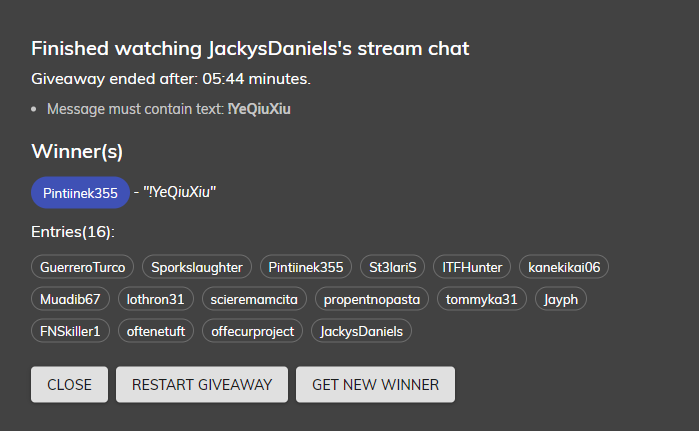 Finished watching JackysDaniels's stream chat
Giveaway ended after: 05:44 minutes.
• Message must contain text: !YeQiuXiu
Winner(s)
Pintiinek355 - "!YeQiuXiu"
Entries(16):
GuerreroTurco Sporkslaughter Pintiinek355 St3lariS ITFHunter kanekikai06
Muadib67 lothron31 scieremamcita propentnopasta tommyka31 Jayph
FNSkiller1 oftenetuft offecurproject JackysDaniels
CLOSE RESTART GIVEAWAY GET NEW WINNER